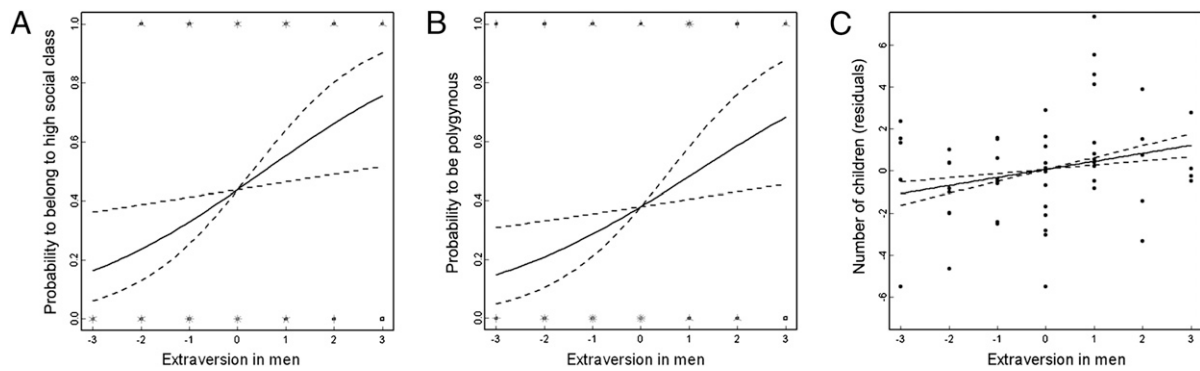 A
Probability to belong to high social class
0.0 0.2 0.4 0.6 0.8 1.0
-3 -2 -1 0 1 2 3
Extraversion in men
B
Probability to be polygynous
0.0 0.2 0.4 0.6 0.8 1.0
-3 -2 -1 0 1 2 3
Extraversion in men
C
Number of children (residuals)
-6 -4 -2 0 2 4 6
-3 -2 -1 0 1 2 3
Extraversion in men